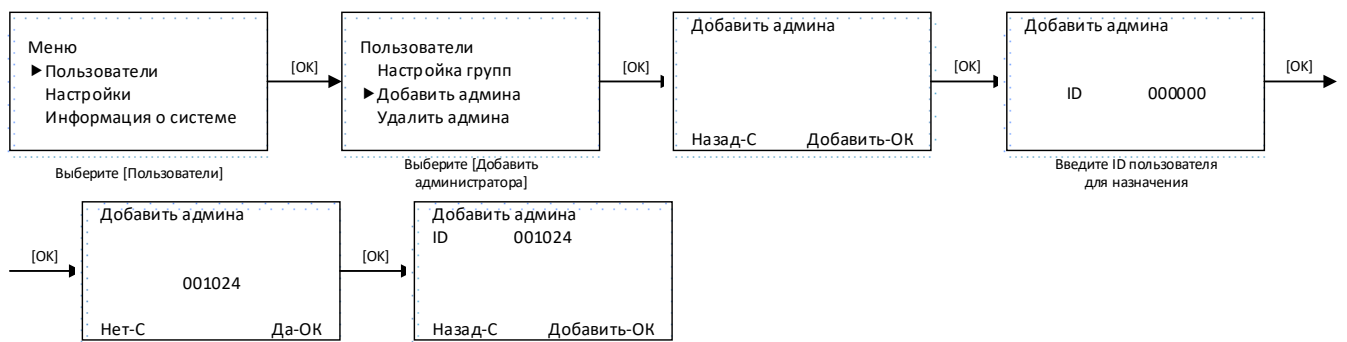 Меню
▶Пользователи
Настройки
Информация о системе
Выберите [Пользователи]
[OK]
Пользователи
Настройка групп
▶Добавить админа
Удалить админа
Выберите [Добавить
администратора]
[OK]
Добавить админа
Назад-С Добавить-ОК
[OK]
Добавить админа
ID 000000
Введите ID пользователя
для назначения
[OK]
[OK]
Добавить админа
001024
Нет-С Да-ОК
[OK]
Добавить админа
ID 001024
Назад-С Добавить-ОК